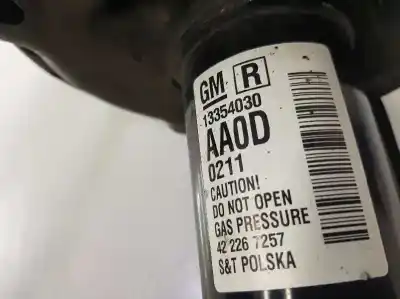 GM R
13354030
AA0D
0211
CAUTION!
DO NOT OPEN
GAS PRESSURE
42 226 7257
S&T POLSKA